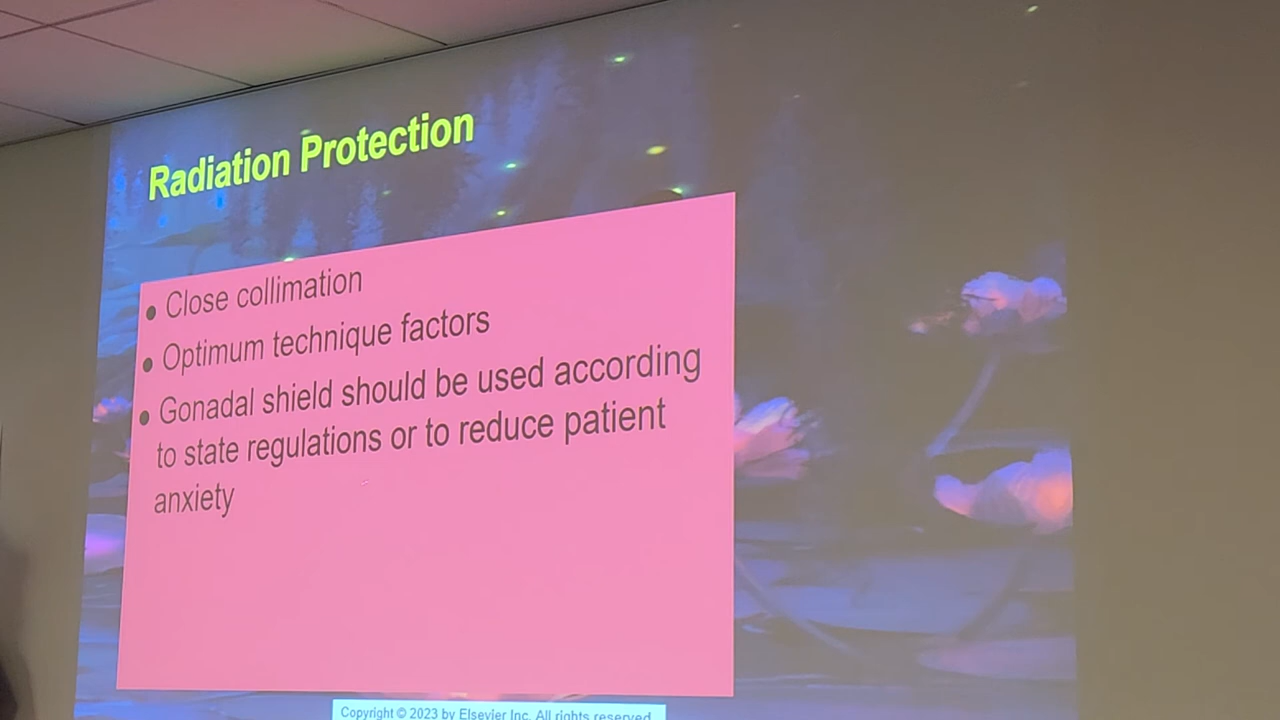 Radiation Protection
• Close collimation
• Optimum technique factors
• Gonadal shield should be used according
to state regulations or to reduce patient
anxiety
Copyright © 2023 by Elsevier Inc. All rights reserved.